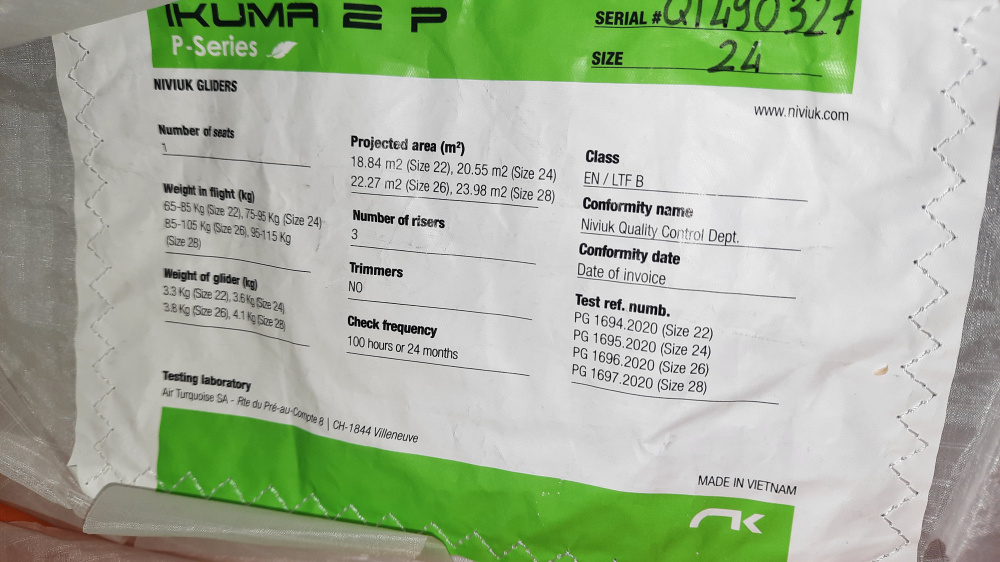 IKUMA 2 P
P-Series
SERIAL #
SIZE 24
NIVIUK GLIDERS
www.niviuk.com
Number of seats
1
Weight in flight (kg)
65-85 Kg (Size 22), 75-95 Kg (Size 24)
85-105 Kg (Size 26), 95-115 Kg
(Size 28)
Weight of glider (kg)
3.3 Kg (Size 22), 3.6 Kg (Size 24)
3.8 Kg (Size 26), 4.1 Kg (Size 28)
Projected area (m²)
18.84 m2 (Size 22), 20.55 m2 (Size 24)
22.27 m2 (Size 26), 23.98 m2 (Size 28)
Number of risers
3
Trimmers
NO
Check frequency
100 hours or 24 months
Class
EN / LTF B
Conformity name
Niviuk Quality Control Dept.
Conformity date
Date of invoice
Test ref. numb.
PG 1694.2020 (Size 22)
PG 1695.2020 (Size 24)
PG 1696.2020 (Size 26)
PG 1697.2020 (Size 28)
Testing laboratory
Air Turquoise SA - Rte du Pré-au-Compte 8 | CH-1844 Villeneuve
MADE IN VIETNAM